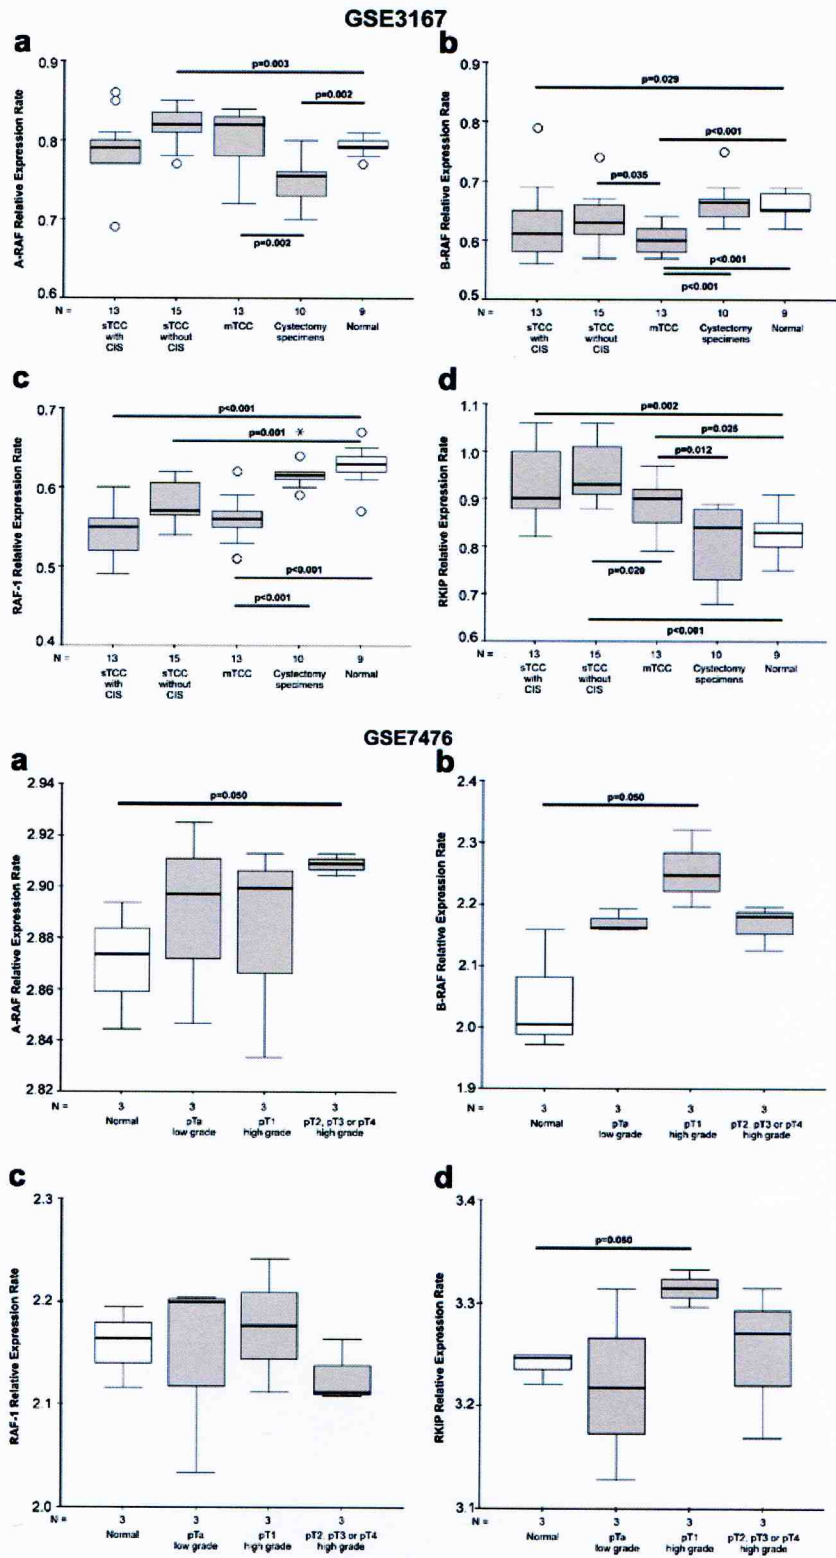 GSE3167
a
A-RAF Relative Expression Rate
0.9
0.8
0.7
0.6
p=0.003
p=0.002
p=0.002
N = 13 15 13 10 9
sTCC with CIS
sTCC without CIS
mTCC
Cystectomy specimens
Normal
b
B-RAF Relative Expression Rate
0.9
0.8
0.7
0.6
0.5
p=0.029
p<0.001
p=0.035
p<0.001
p<0.001
N = 13 15 13 10 9
sTCC with CIS
sTCC without CIS
mTCC
Cystectomy specimens
Normal
c
RAF-1 Relative Expression Rate
0.7
0.6
0.5
0.4
p<0.001
p=0.001
p<0.001
p<0.001
N = 13 15 13 10 9
sTCC with CIS
sTCC without CIS
mTCC
Cystectomy specimens
Normal
d
RKIP Relative Expression Rate
1.1
1.0
0.9
0.8
0.7
0.6
p=0.002
p=0.025
p=0.012
p=0.020
p<0.001
N = 13 15 13 10 9
sTCC with CIS
sTCC without CIS
mTCC
Cystectomy specimens
Normal
GSE7476
a
A-RAF Relative Expression Rate
2.94
2.92
2.90
2.88
2.86
2.84
2.82
p=0.050
N = 3 3 3 3
Normal
pTa low grade
pT1 high grade
pT2, pT3 or pT4 high grade
b
B-RAF Relative Expression Rate
2.4
2.3
2.2
2.1
2.0
1.9
p=0.050
N = 3 3 3 3
Normal
pTa low grade
pT1 high grade
pT2, pT3 or pT4 high grade
c
RAF-1 Relative Expression Rate
2.3
2.2
2.1
2.0
N = 3 3 3 3
Normal
pTa low grade
pT1 high grade
pT2, pT3 or pT4 high grade
d
RKIP Relative Expression Rate
3.4
3.3
3.2
3.1
p=0.050
N = 3 3 3 3
Normal
pTa low grade
pT1 high grade
pT2, pT3 or pT4 high grade